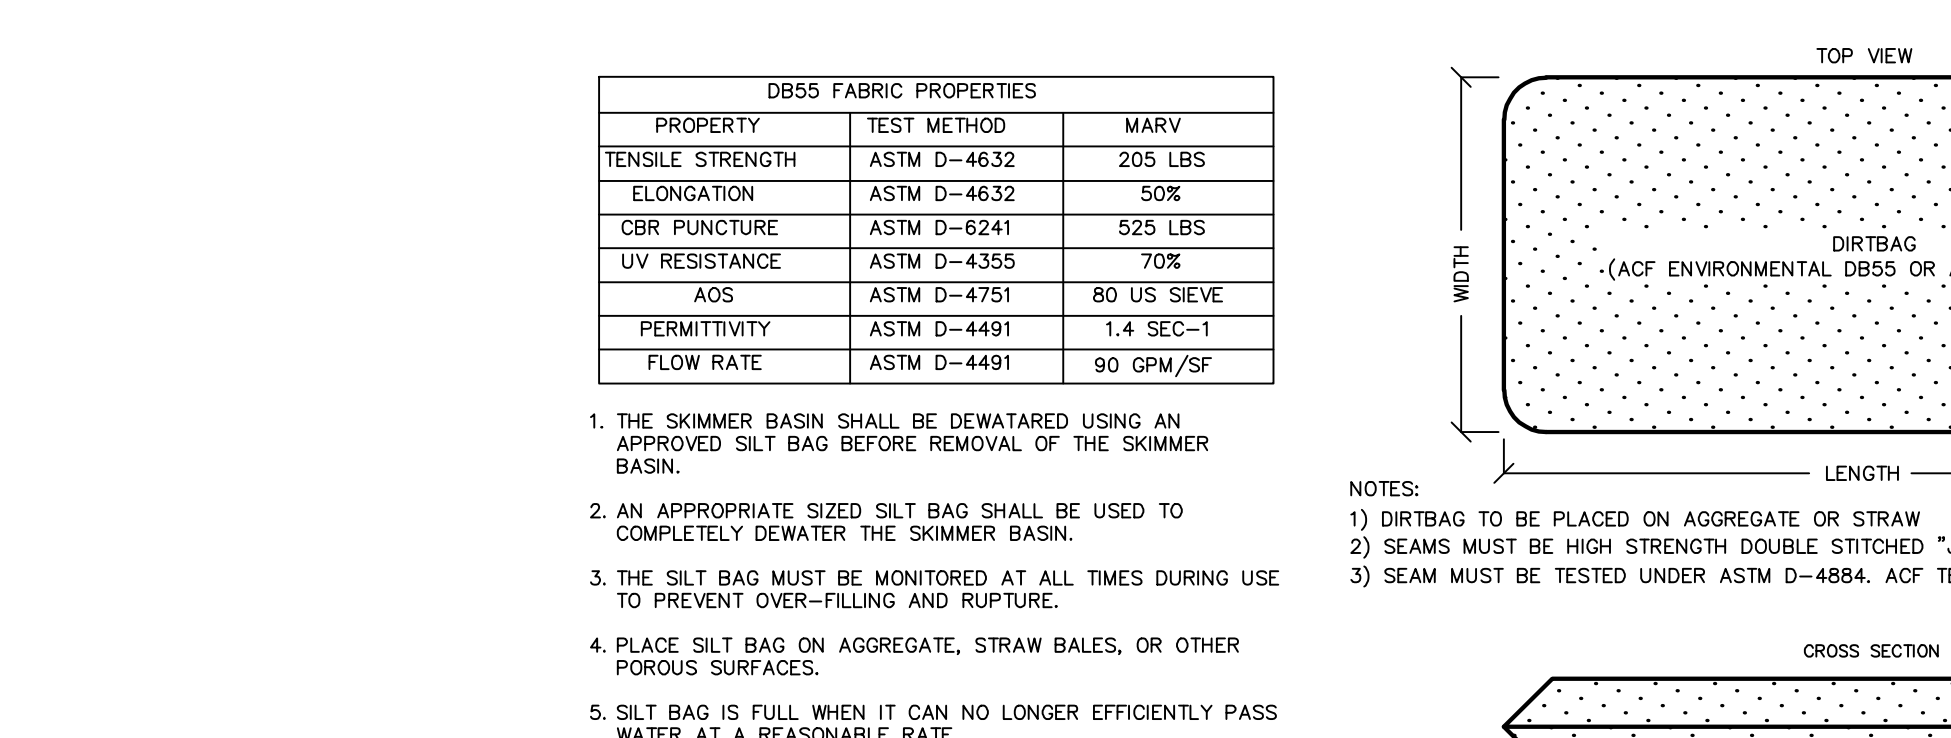 DB55 FABRIC PROPERTIES
PROPERTY TEST METHOD MARV
TENSILE STRENGTH ASTM D-4632 205 LBS
ELONGATION ASTM D-4632 50%
CBR PUNCTURE ASTM D-6241 525 LBS
UV RESISTANCE ASTM D-4355 70%
AOS ASTM D-4751 80 US SIEVE
PERMITTIVITY ASTM D-4491 1.4 SEC-1
FLOW RATE ASTM D-4491 90 GPM/SF
1. THE SKIMMER BASIN SHALL BE DEWATARED USING AN
APPROVED SILT BAG BEFORE REMOVAL OF THE SKIMMER
BASIN.
2. AN APPROPRIATE SIZED SILT BAG SHALL BE USED TO
COMPLETELY DEWATER THE SKIMMER BASIN.
3. THE SILT BAG MUST BE MONITORED AT ALL TIMES DURING USE
TO PREVENT OVER-FILLING AND RUPTURE.
4. PLACE SILT BAG ON AGGREGATE, STRAW BALES, OR OTHER
POROUS SURFACES.
5. SILT BAG IS FULL WHEN IT CAN NO LONGER EFFICIENTLY PASS
WATER AT A REASONABLE RATE
TOP VIEW
WIDTH
DIRTBAG
(ACF ENVIRONMENTAL DB55 OR
LENGTH
NOTES:
1) DIRTBAG TO BE PLACED ON AGGREGATE OR STRAW
2) SEAMS MUST BE HIGH STRENGTH DOUBLE STITCHED
3) SEAM MUST BE TESTED UNDER ASTM D-4884. ACF
CROSS SECTION